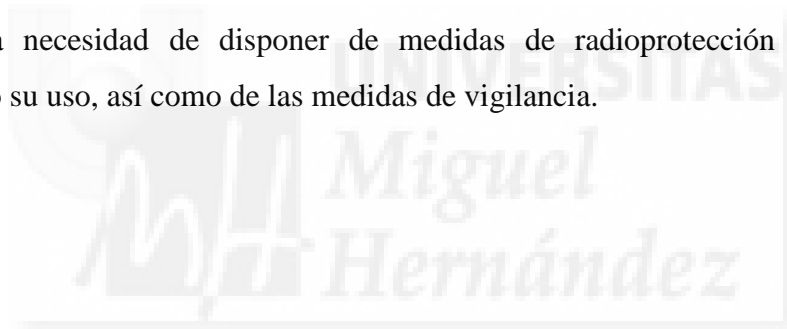 a necesidad de disponer de medidas de radioprotección
o su uso, así como de las medidas de vigilancia.
UNIVERSITAS
Miguel
Hernández